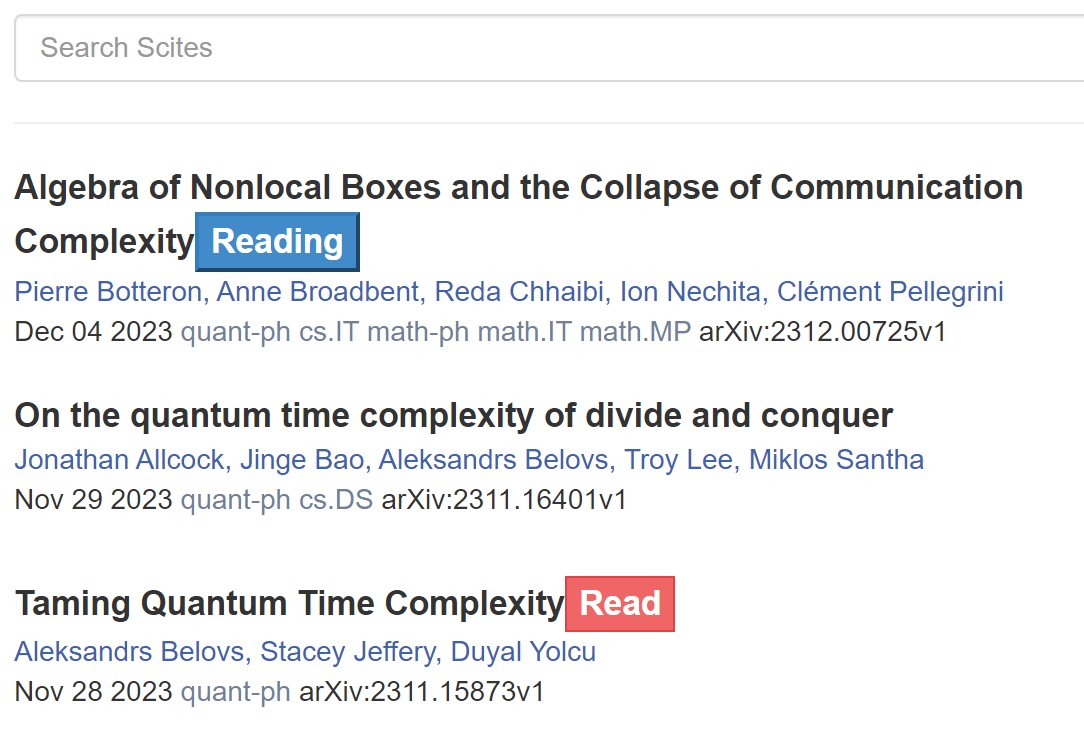 Search Scites
Algebra of Nonlocal Boxes and the Collapse of Communication
Complexity Reading
Pierre Botteron, Anne Broadbent, Reda Chhaibi, Ion Nechita, Clément Pellegrini
Dec 04 2023 quant-ph cs.IT math-ph math.IT math.MP arXiv:2312.00725v1
On the quantum time complexity of divide and conquer
Jonathan Allcock, Jinge Bao, Aleksandrs Belovs, Troy Lee, Miklos Santha
Nov 29 2023 quant-ph cs.DS arXiv:2311.16401v1
Taming Quantum Time Complexity Read
Aleksandrs Belovs, Stacey Jeffery, Duyal Yolcu
Nov 28 2023 quant-ph arXiv:2311.15873v1